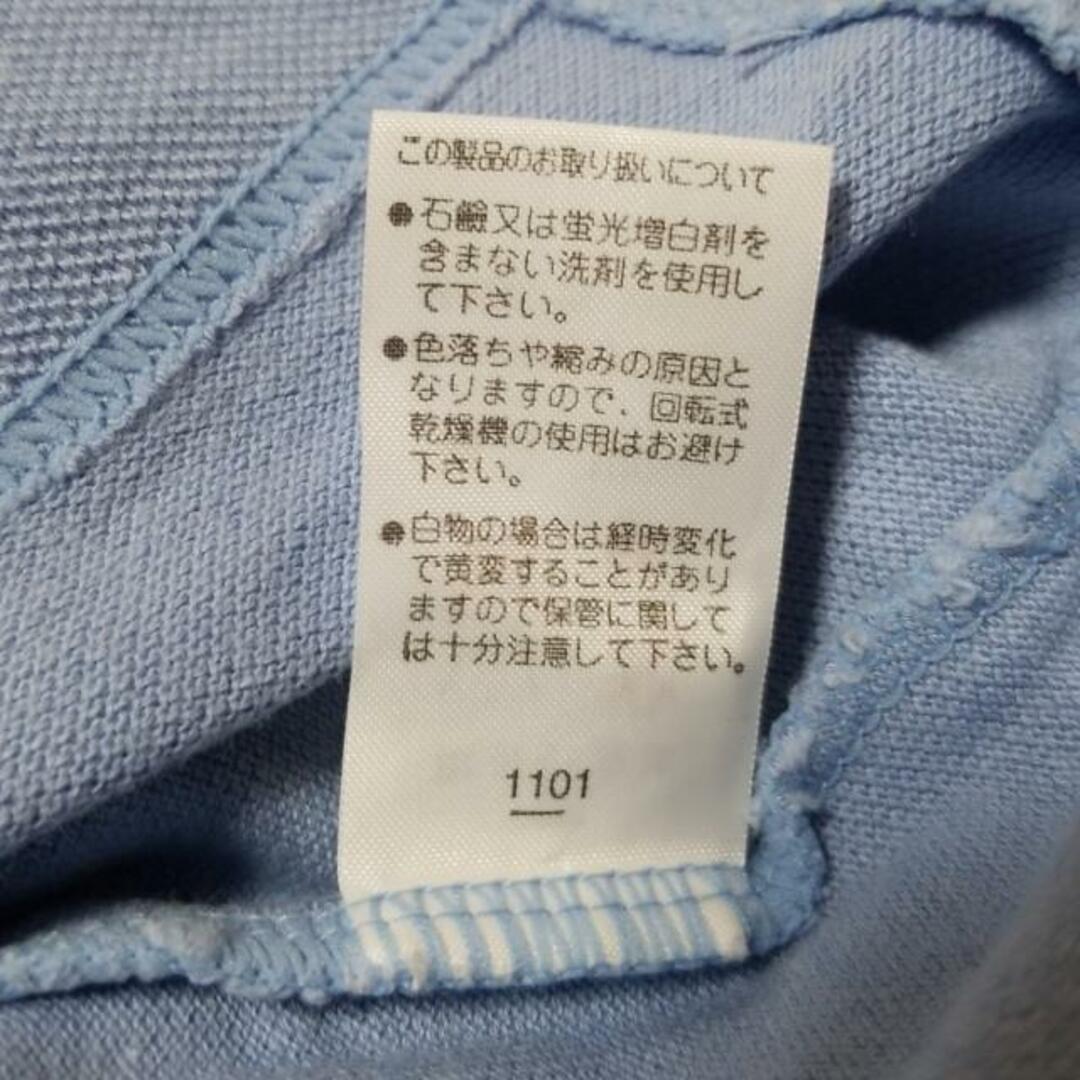 この製品のお取り扱いについて
●石鹸又は蛍光増白剤を
含まない洗剤を使用し
て下さい。
●色落ちや縮みの原因と
なりますので、回転式
乾燥機の使用はお避け
下さい。
●白物の場合は経時変化
で黄変することがあり
ますので保管に関して
は十分注意して下さい。
1101